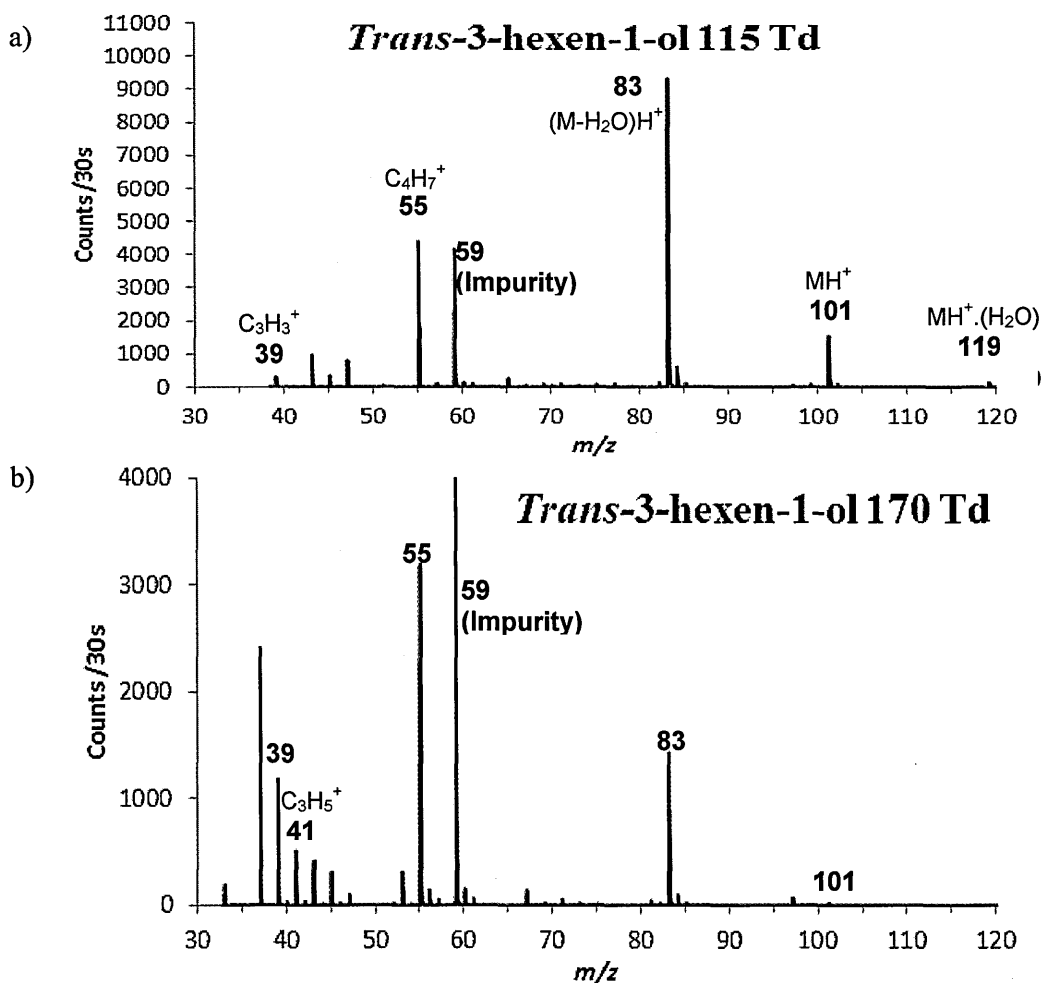 a)
Trans-3-hexen-1-ol 115 Td
Counts/30s
11000
10000
9000
8000
7000
6000
5000
4000
3000
2000
1000
0
83
(M-H₂O)H⁺
C₄H₇⁺
55
59
(Impurity)
C₃H₃⁺
39
MH⁺
101
MH⁺.(H₂O)
119
30 40 50 60 70 80 90 100 110 120
m/z
b)
Trans-3-hexen-1-ol 170 Td
Counts/30s
4000
3000
2000
1000
0
55
59
(Impurity)
39
C₃H₅⁺
41
83
101
30 40 50 60 70 80 90 100 110 120
m/z